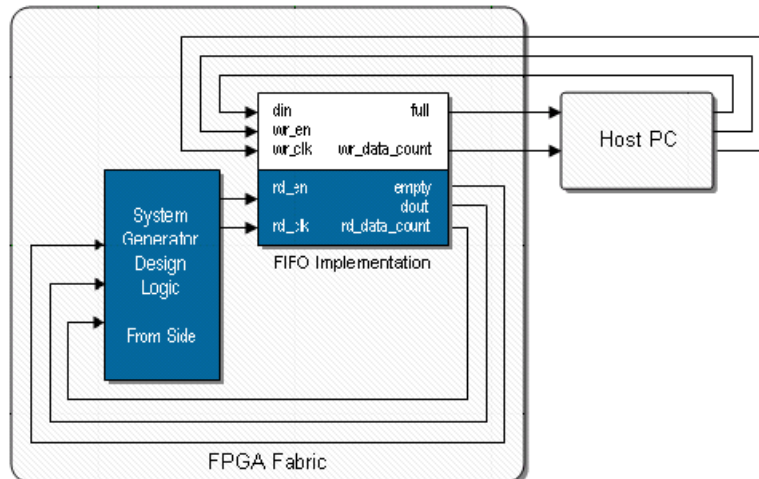 din full
wr_en
wr_clk wr_data_count
Host PC
rd_en empty
dout
rd_clk rd_data_count
System
Generator
Design
Logic
From Side
FIFO Implementation
FPGA Fabric